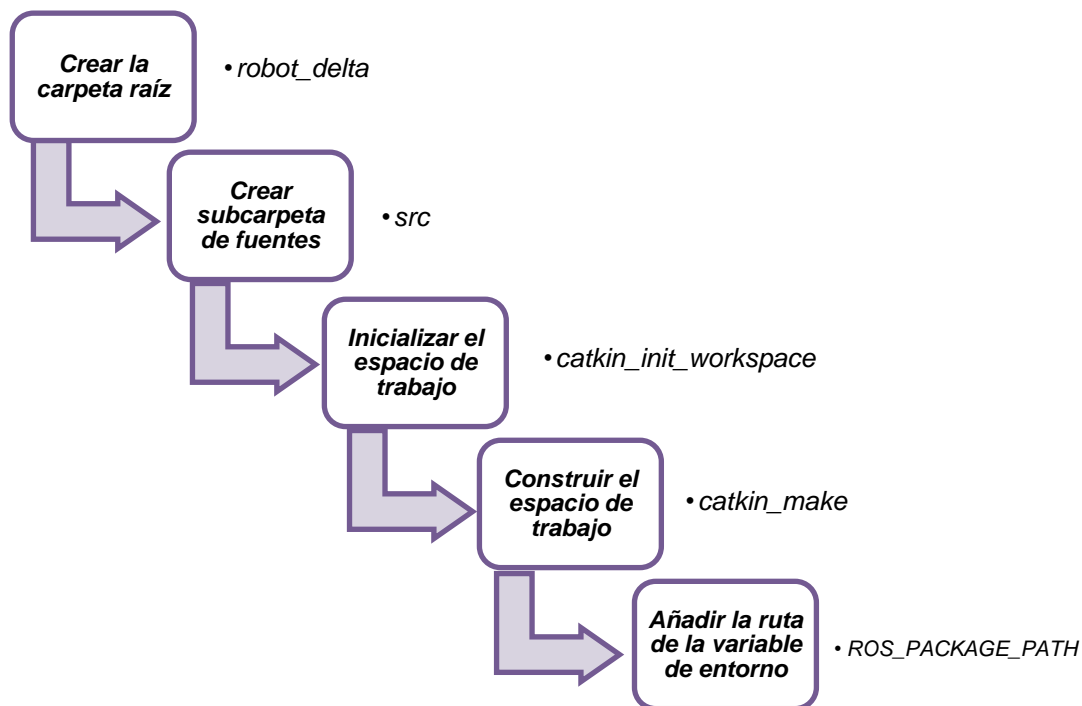 Crear la
carpeta raíz
• robot_delta
Crear
subcarpeta
de fuentes
• src
Inicializar el
espacio de
trabajo
• catkin_init_workspace
Construir el
espacio de
trabajo
• catkin_make
Añadir la ruta
de la variable
de entorno
• ROS_PACKAGE_PATH